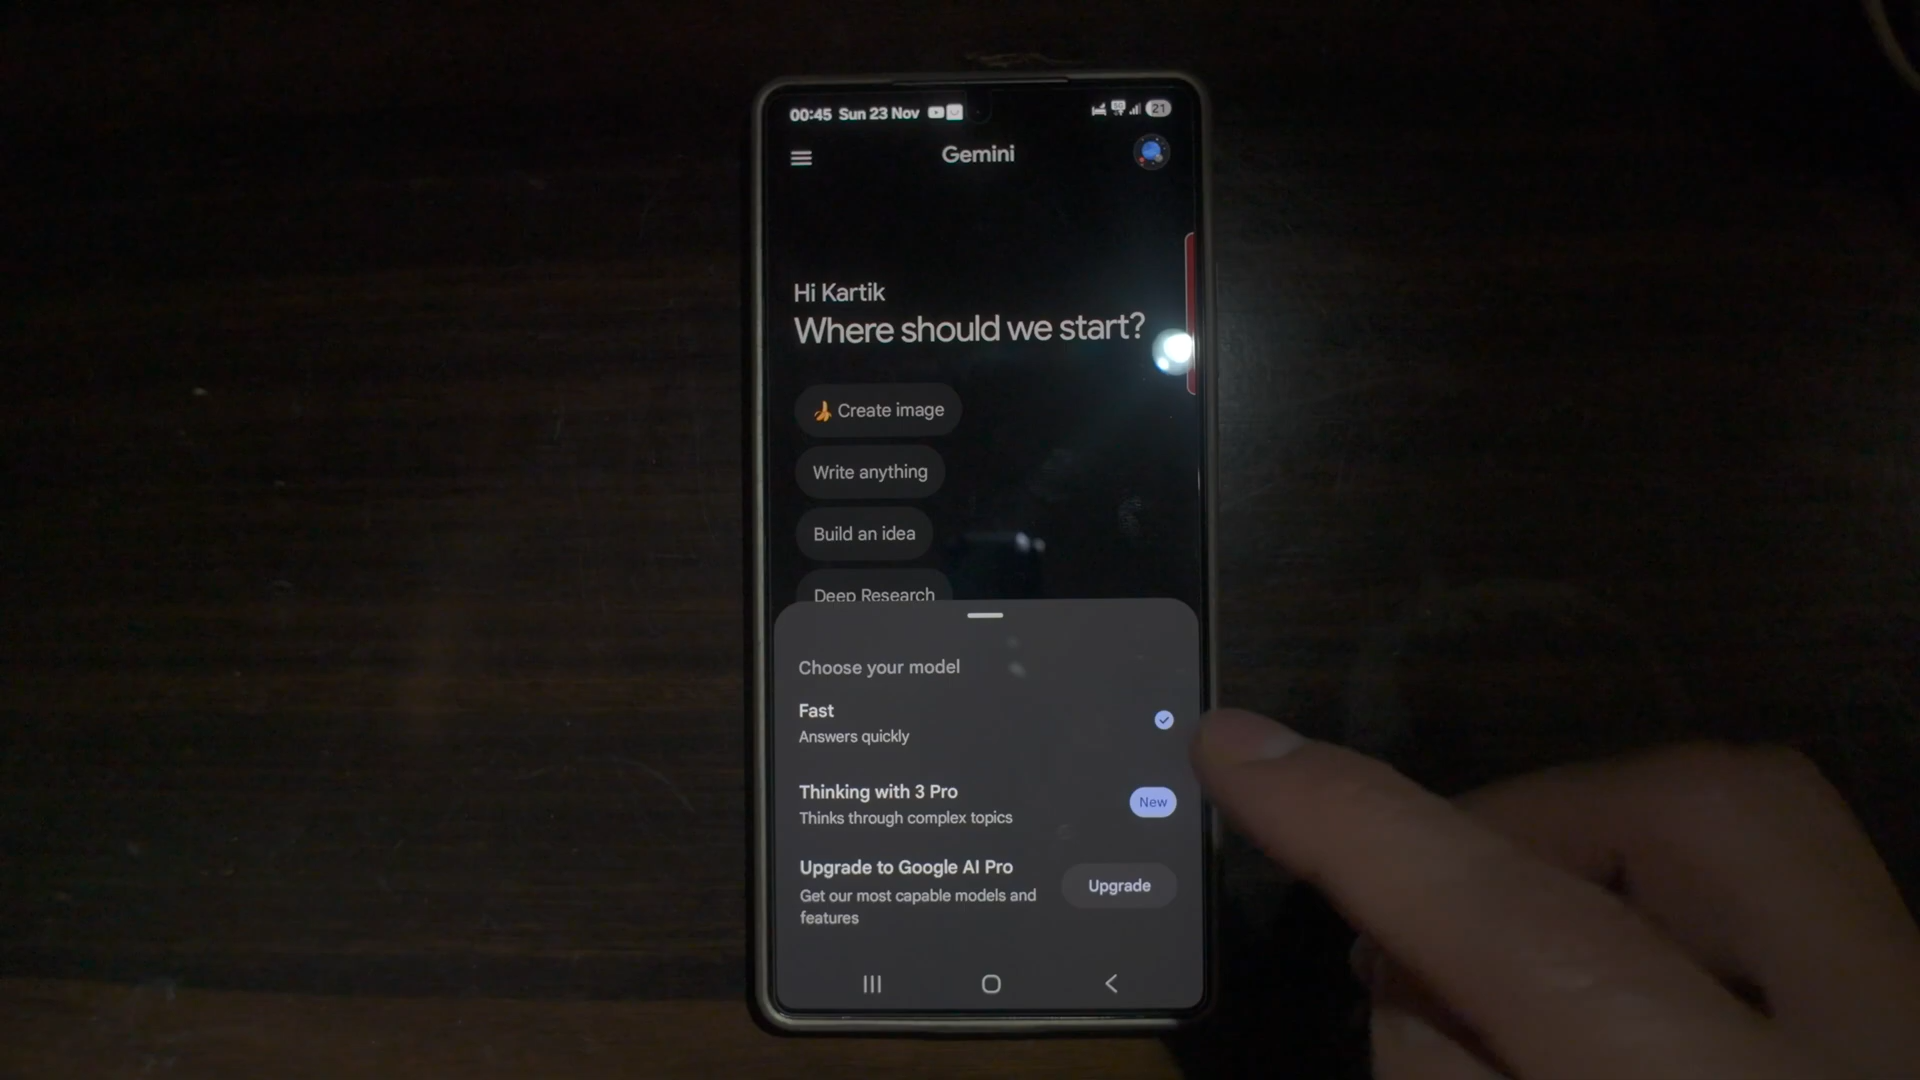 00:45 Sun 23 Nov
21
Gemini
Hi Kartik
Where should we start?
Create image
Write anything
Build an idea
Deep Research
Choose your model
Fast
Answers quickly
Thinking with 3 Pro
New
Thinks through complex topics
Upgrade to Google AI Pro
Upgrade
Get our most capable models and
features